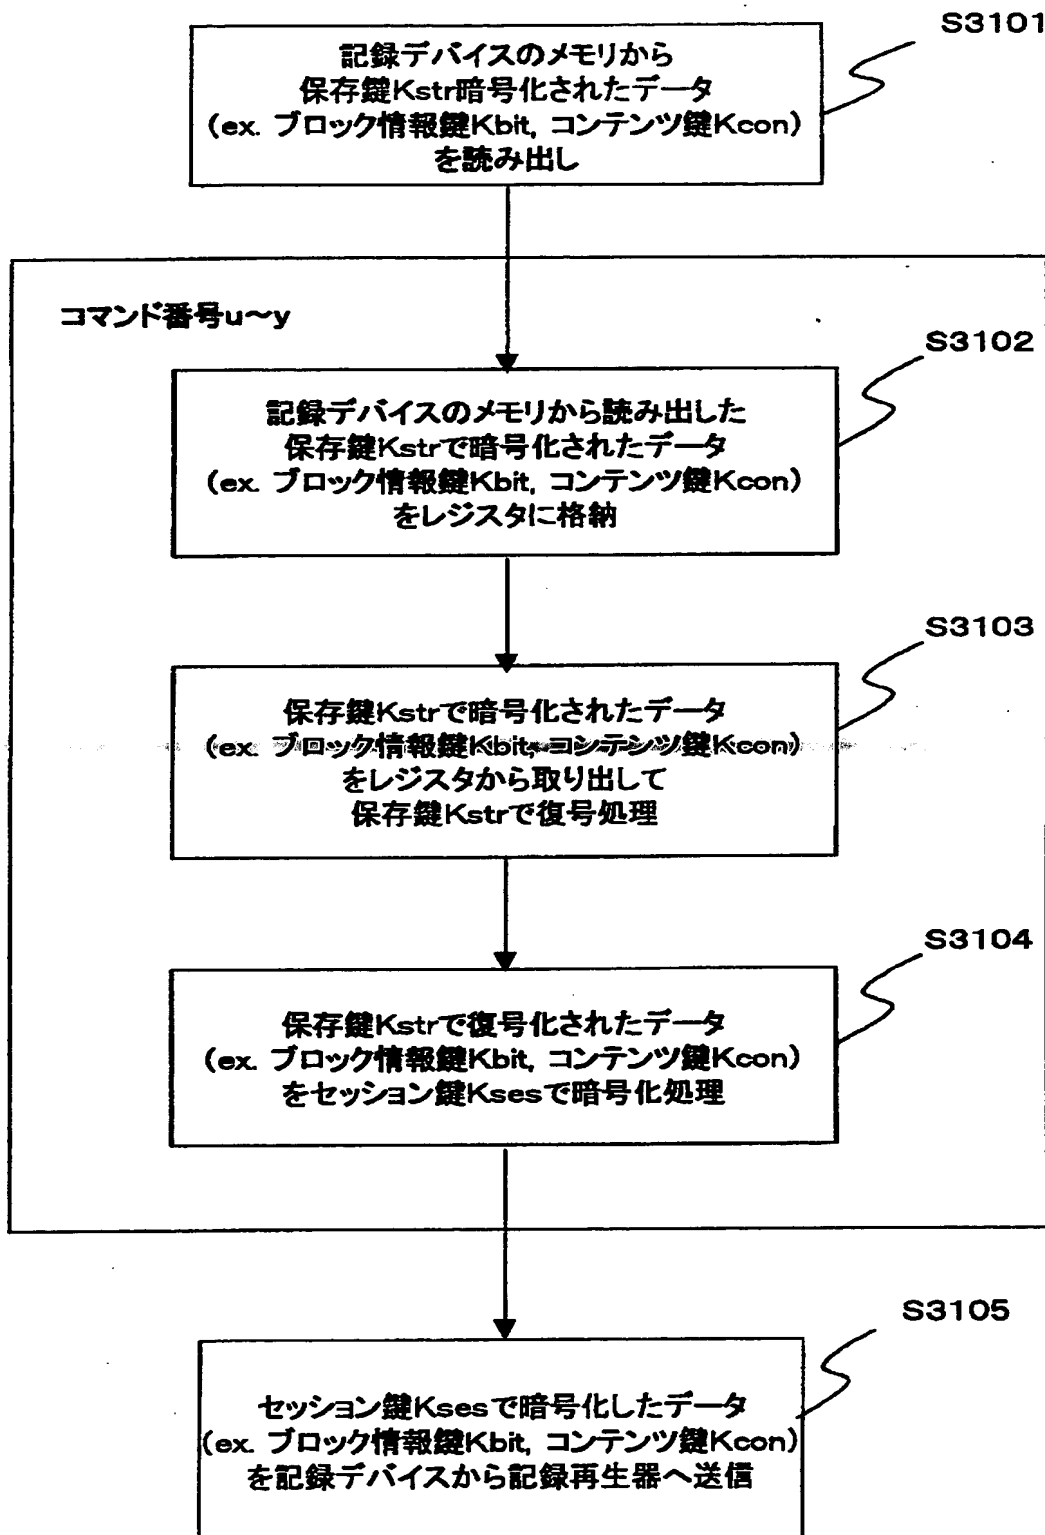 S3101
記録デバイスのメモリから
保存鍵Kstr暗号化されたデータ
(ex. ブロック情報鍵Kbit, コンテンツ鍵Kcon)
を読み出し
コマンド番号u～y
S3102
記録デバイスのメモリから読み出した
保存鍵Kstrで暗号化されたデータ
(ex. ブロック情報鍵Kbit, コンテンツ鍵Kcon)
をレジスタに格納
S3103
保存鍵Kstrで暗号化されたデータ
(ex. ブロック情報鍵Kbit, コンテンツ鍵Kcon)
をレジスタから取り出して
保存鍵Kstrで復号処理
S3104
保存鍵Kstrで復号化されたデータ
(ex. ブロック情報鍵Kbit, コンテンツ鍵Kcon)
をセッション鍵Ksesで暗号化処理
S3105
セッション鍵Ksesで暗号化したデータ
(ex. ブロック情報鍵Kbit, コンテンツ鍵Kcon)
を記録デバイスから記録再生器へ送信